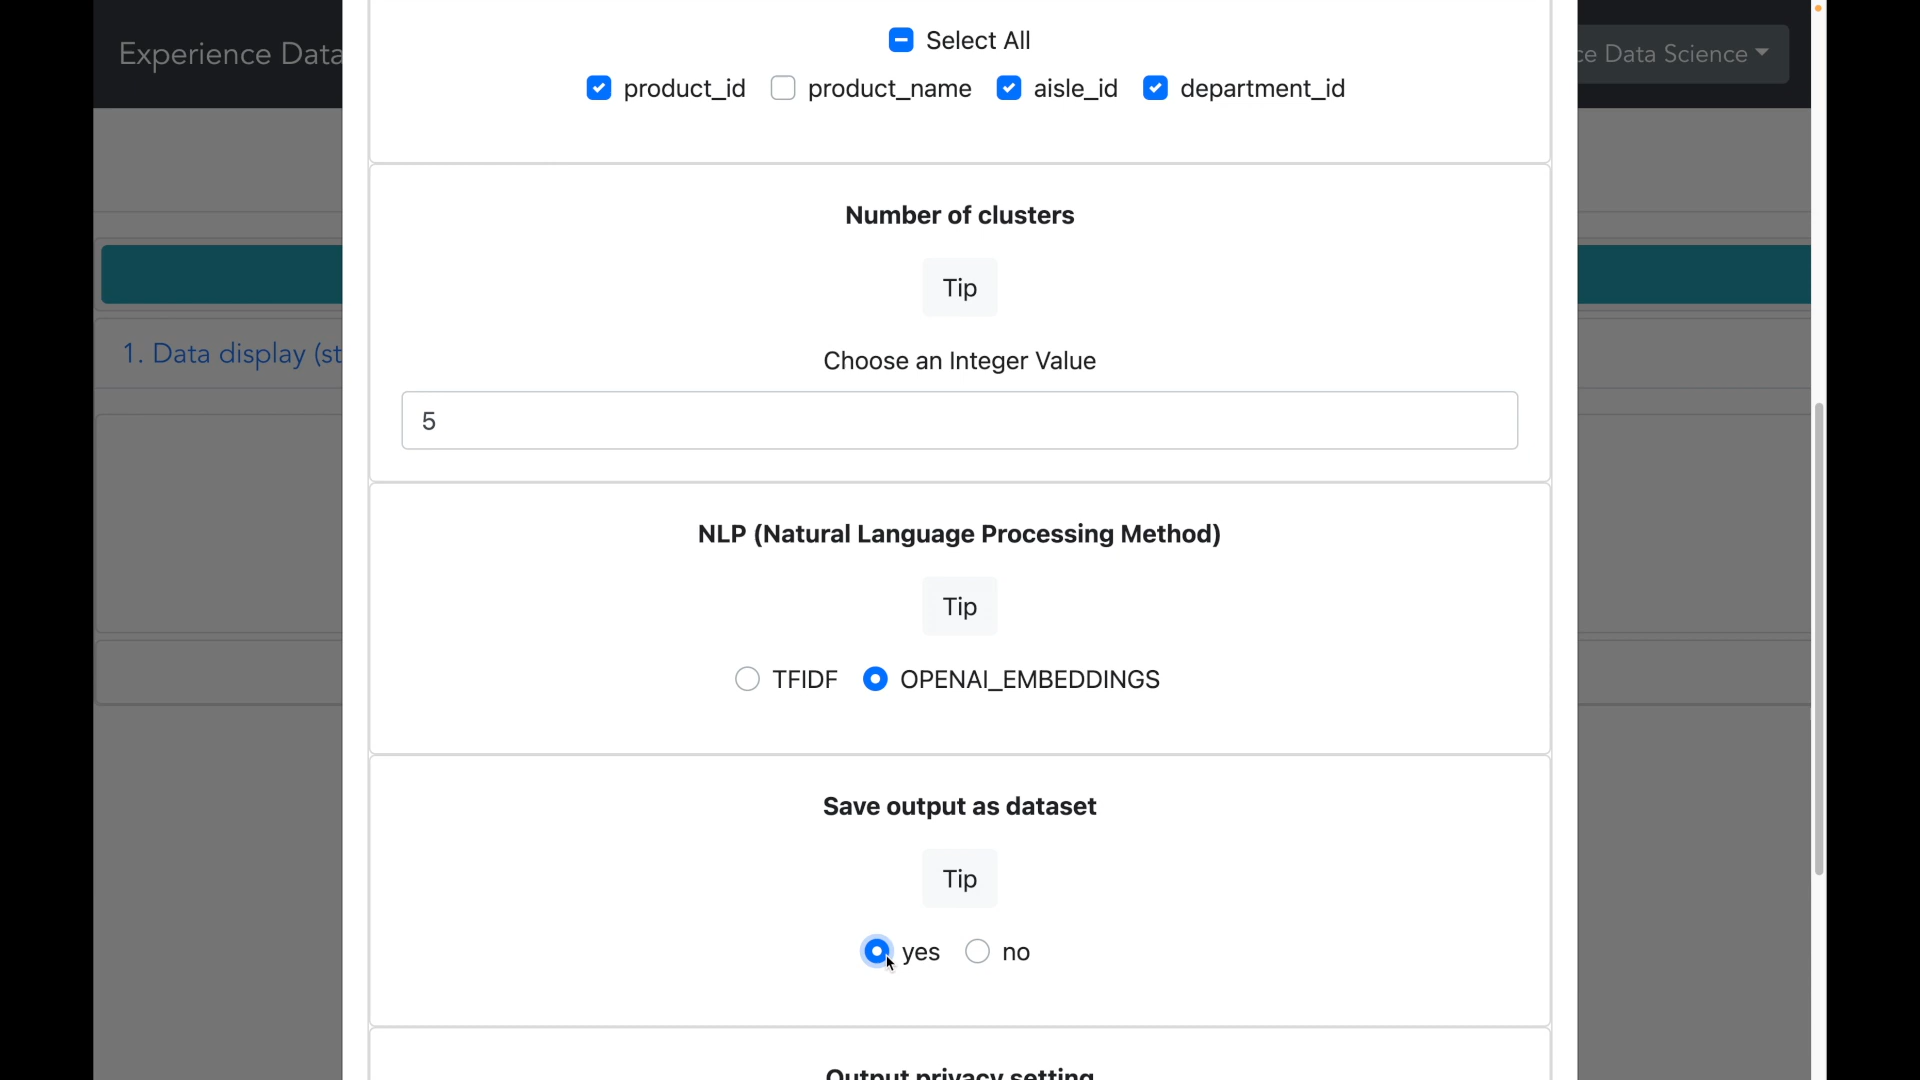 Select All
Experience Data
ce Data Science
product_id product_name aisle_id department_id
Number of clusters
Tip
1. Data display (st
Choose an Integer Value
5
NLP (Natural Language Processing Method)
Tip
TFIDF OPENAI_EMBEDDINGS
Save output as dataset
Tip
yes no
Output privacy setting